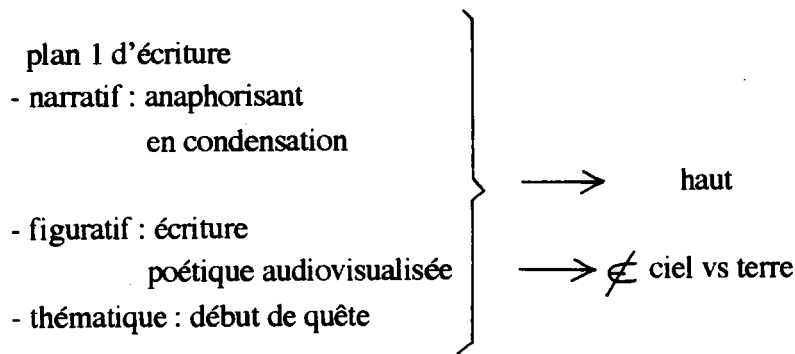 plan 1 d'écriture
- narratif : anaphorisant
en condensation
haut
- figuratif : écriture
poétique audiovisualisée
∉ ciel vs terre
- thématique : début de quête